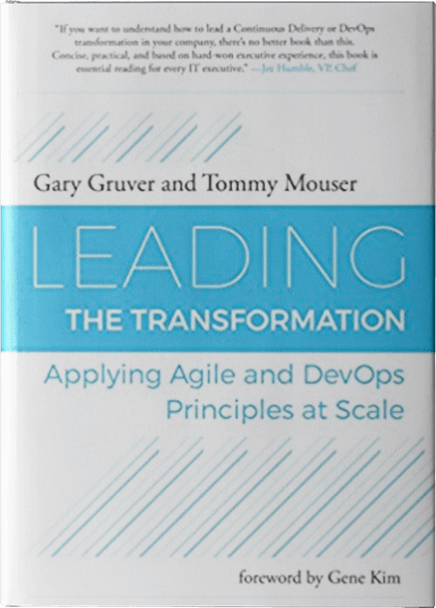 "If you want to understand how to lead a Continuous Delivery or DevOps
transformation in your company, there's no better book than this.
Concise, practical, and based on hard-won executive experience, this book is
essential reading for every IT executive." —Jez Humble, VP, Chef
Gary Gruver and Tommy Mouser
LEADING
THE TRANSFORMATION
Applying Agile and DevOps
Principles at Scale
foreword by Gene Kim